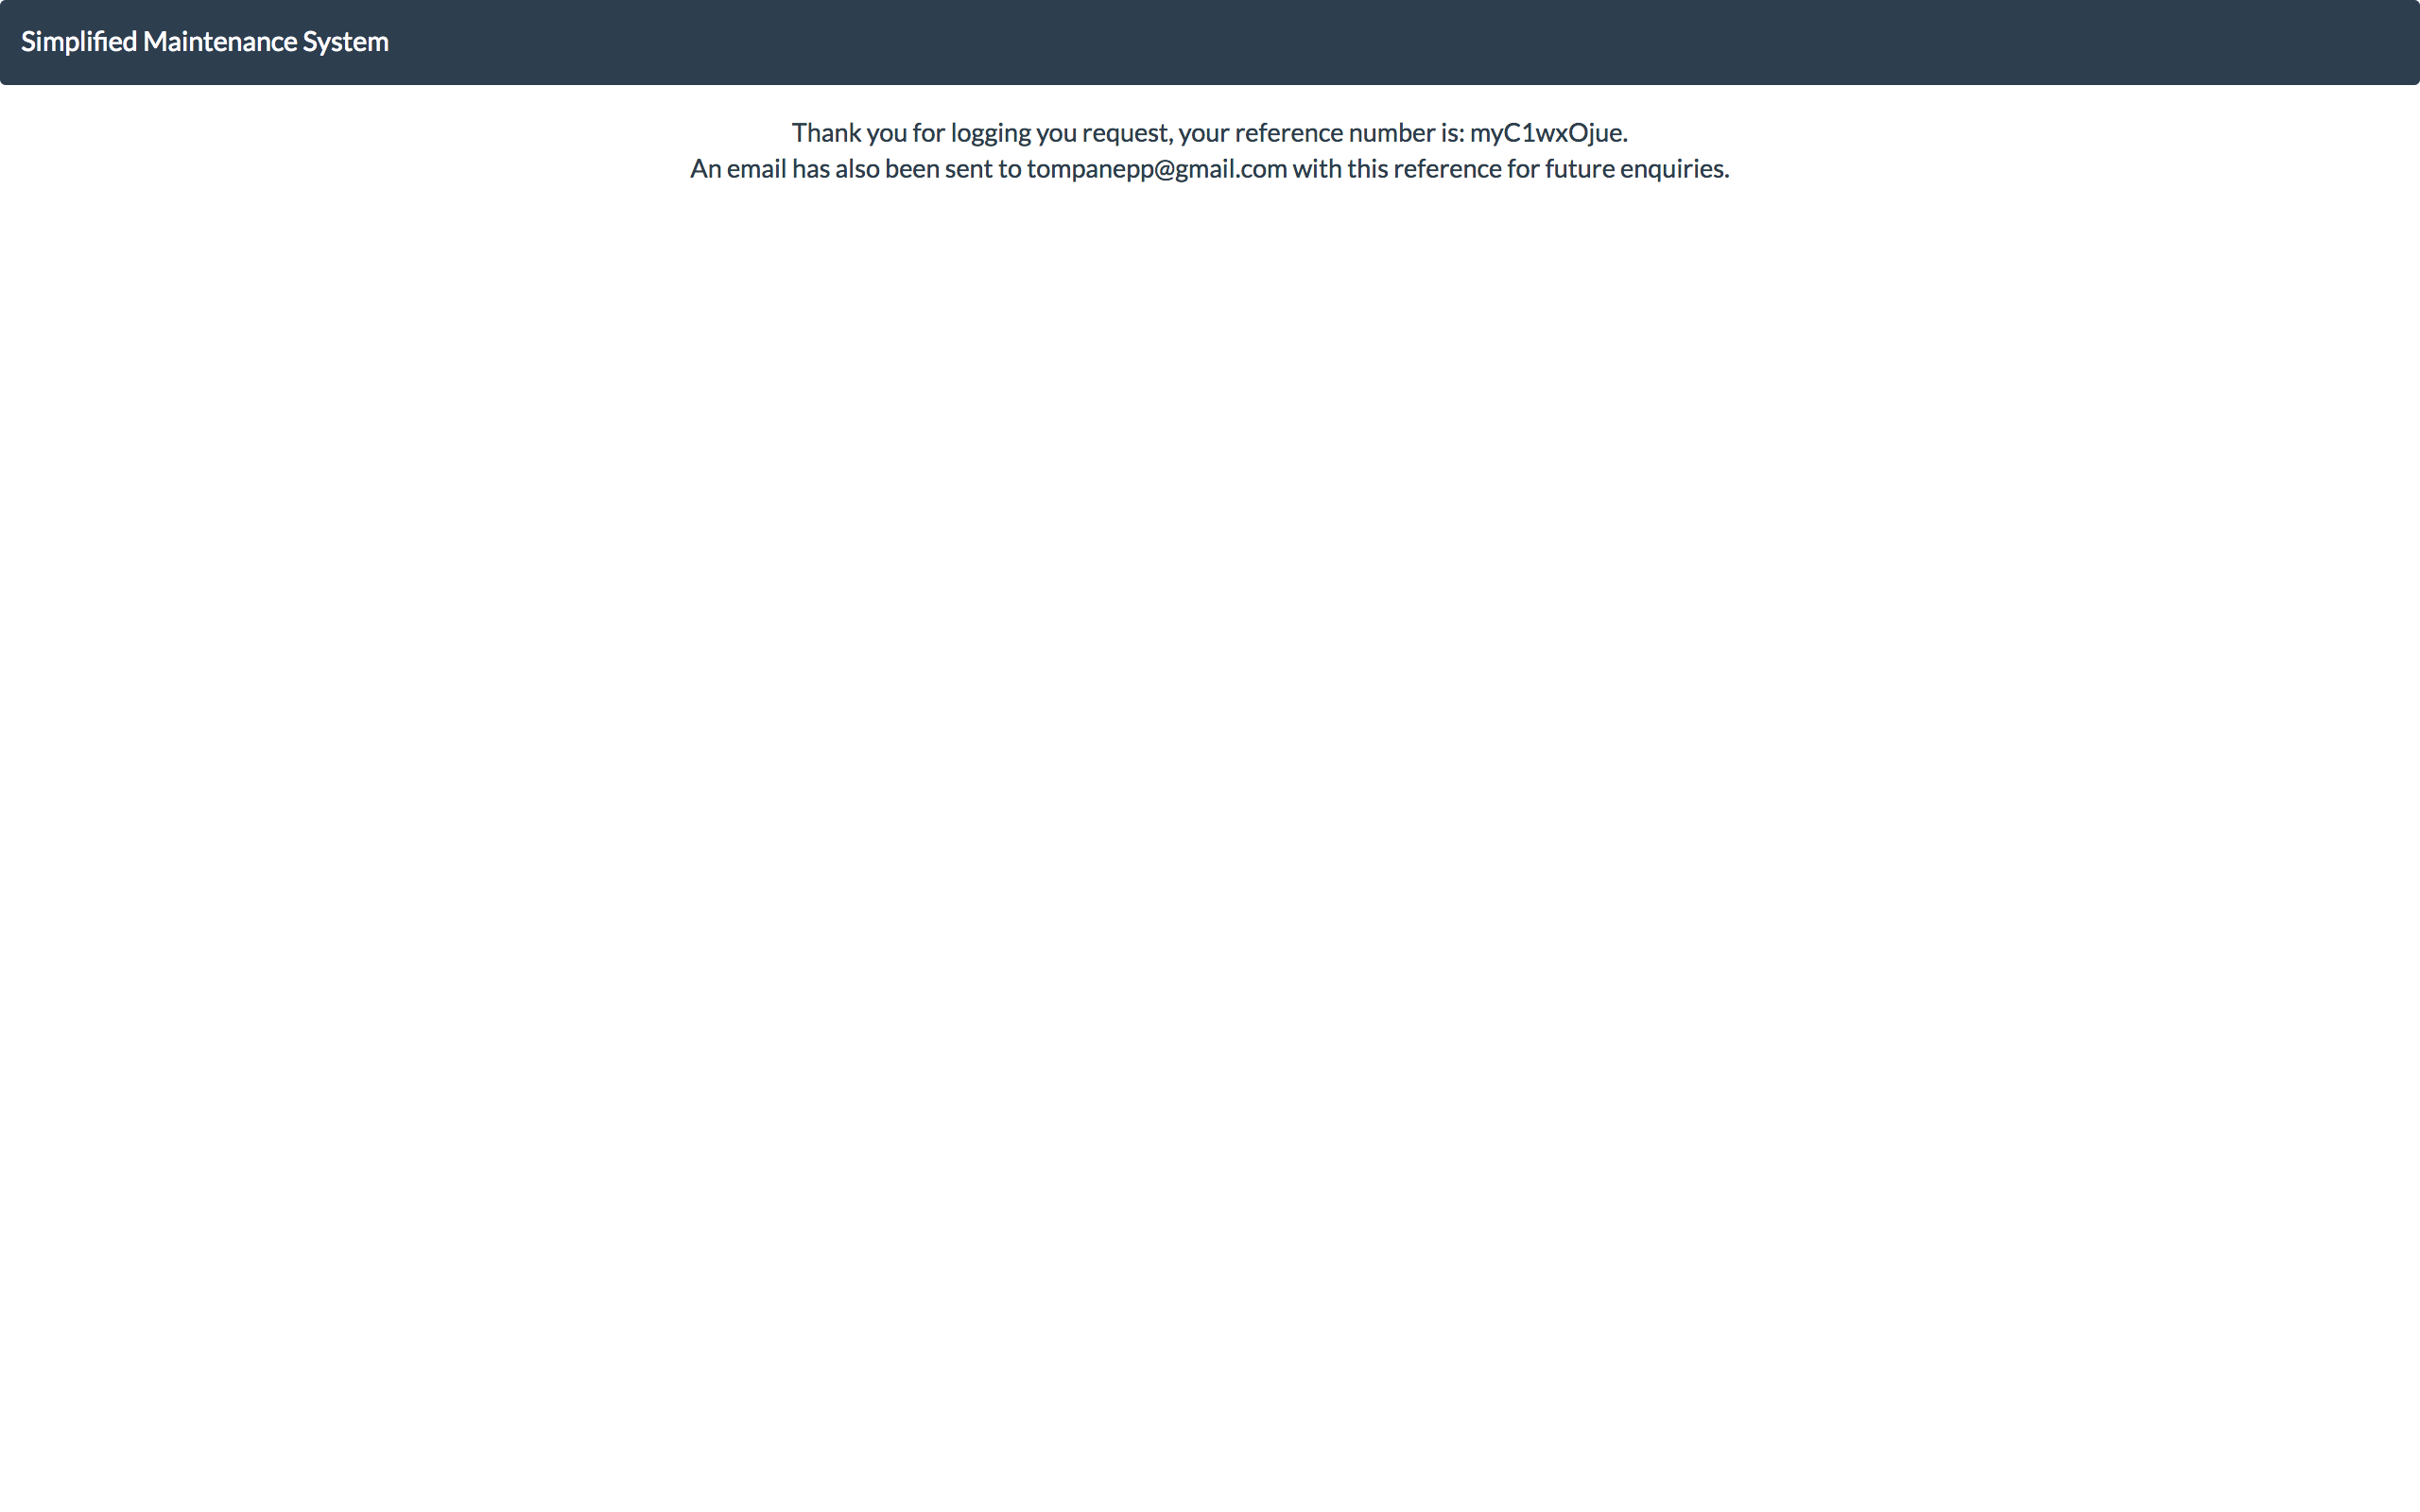 Simplified Maintenance System
Thank you for logging you request, your reference number is: myC1wxOjue.
An email has also been sent to tompanepp@gmail.com with this reference for future enquiries.